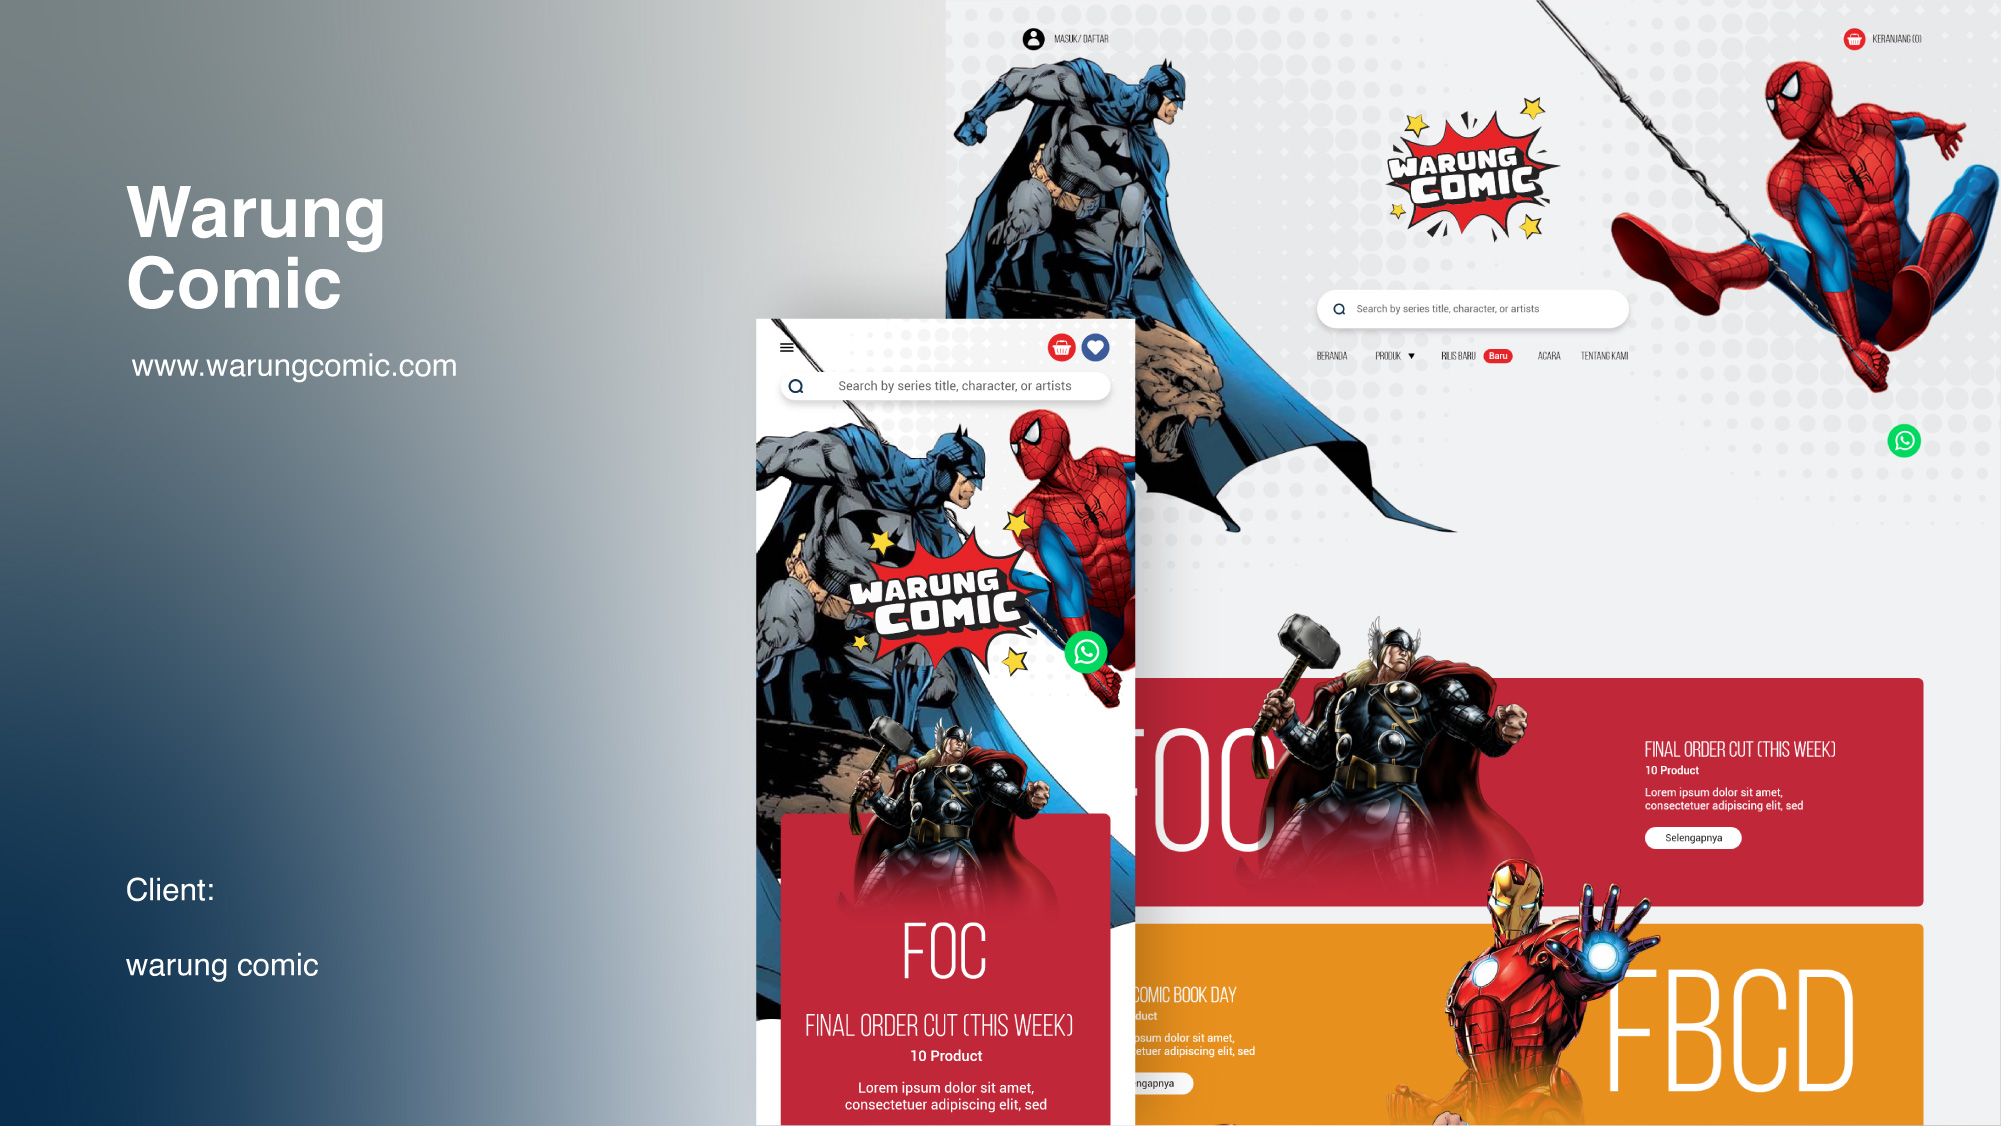 Warung
Comic
www.warungcomic.com
Client:
warung comic
MASUK/ DAFTAR
KERANJANG (0)
WARUNG
COMIC
Search by series title, character, or artists
BERANDA PRODUK RILIS BARU Baru ACARA TENTANG KAMI
FOC
FINAL ORDER CUT (THIS WEEK)
10 Product
Lorem ipsum dolor sit amet,
consectetuer adipiscing elit, sed
Selengapnya
COMIC BOOK DAY
duct
psum dolor sit amet,
etuer adipiscing elit, sed
ngapnya
FBCD
Search by series title, character, or artists
WARUNG
COMIC
FOC
FINAL ORDER CUT (THIS WEEK)
10 Product
Lorem ipsum dolor sit amet,
consectetuer adipiscing elit, sed